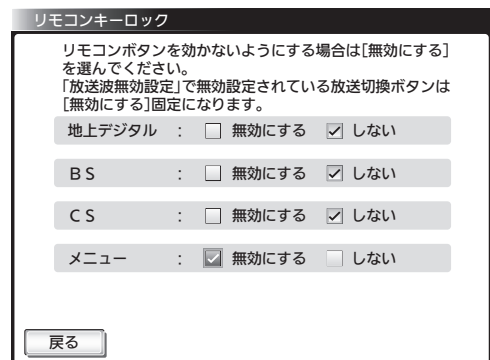 リモコンキーロック
リモコンボタンを効かないようにする場合は[無効にする]
を選んでください。
「放送波無効設定」で無効設定されている放送切換ボタンは
[無効にする]固定になります。
地上デジタル : 無効にする しない
ＢＳ : 無効にする しない
ＣＳ : 無効にする しない
メニュー : 無効にする しない
戻る